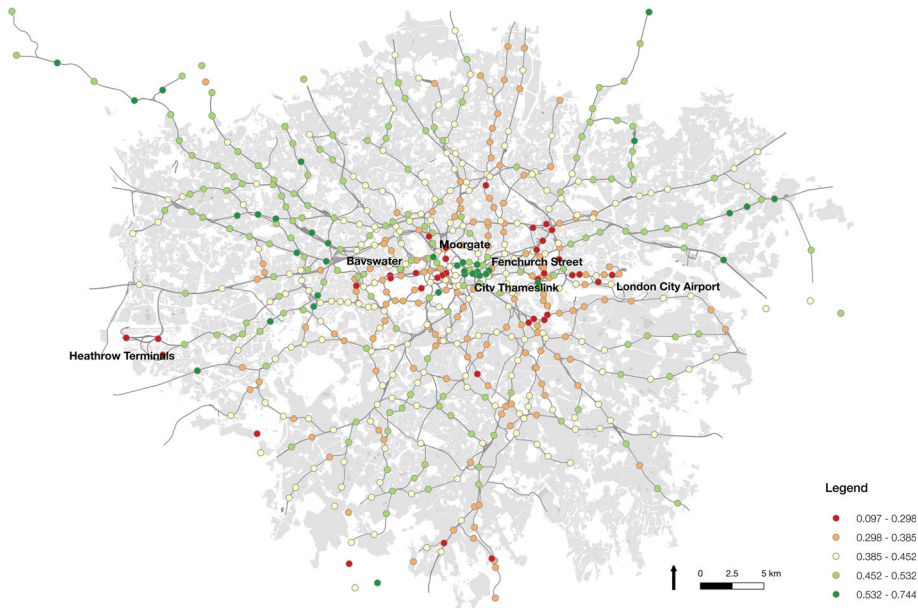 Moorgate
Bayswater
Fenchurch Street
City Thameslink
London City Airport
Heathrow Terminals
Legend
0.097 - 0.298
0.298 - 0.385
0.385 - 0.452
0.452 - 0.532
0.532 - 0.744
0 2.5 5 km